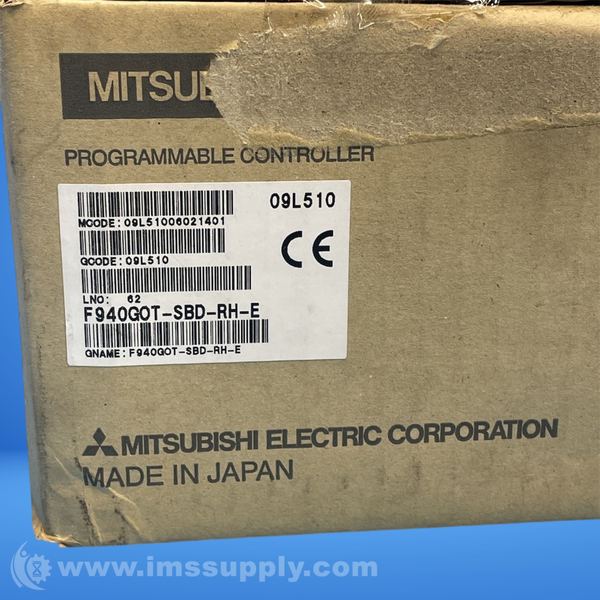 MITSUBI
PROGRAMMABLE CONTROLLER
09L510
MCODE:09L51006021401
CE
GCODE:09L510
LNO: 62
F940GOT-SBD-RH-E
GNAME:F940GOT-SBD-RH-E
MITSUBISHI ELECTRIC CORPORATION
MADE IN JAPAN
www.imssupply.com